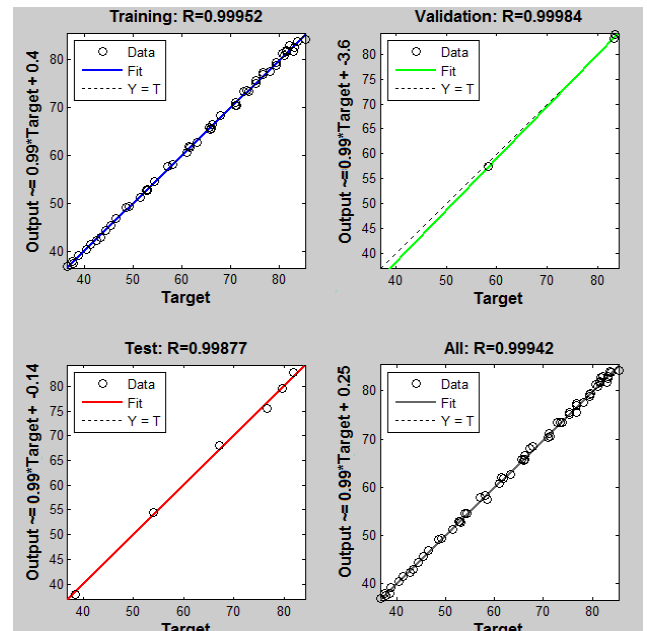 Training: R=0.99952
Output ~= 0.99*Target + 0.4
80
70
60
50
40
Data
Fit
Y = T
40 50 60 70 80
Target
Validation: R=0.99984
Output ~=0.99*Target + -3.6
80
75
70
65
60
55
50
45
40
Data
Fit
Y = T
40 50 60 70 80
Target
Test: R=0.99877
Output ~= 0.99*Target + -0.14
80
75
70
65
60
55
50
45
40
Data
Fit
Y = T
40 50 60 70 80
Target
All: R=0.99942
Output ~= 0.99*Target + 0.25
80
70
60
50
40
Data
Fit
Y = T
40 50 60 70 80
Target